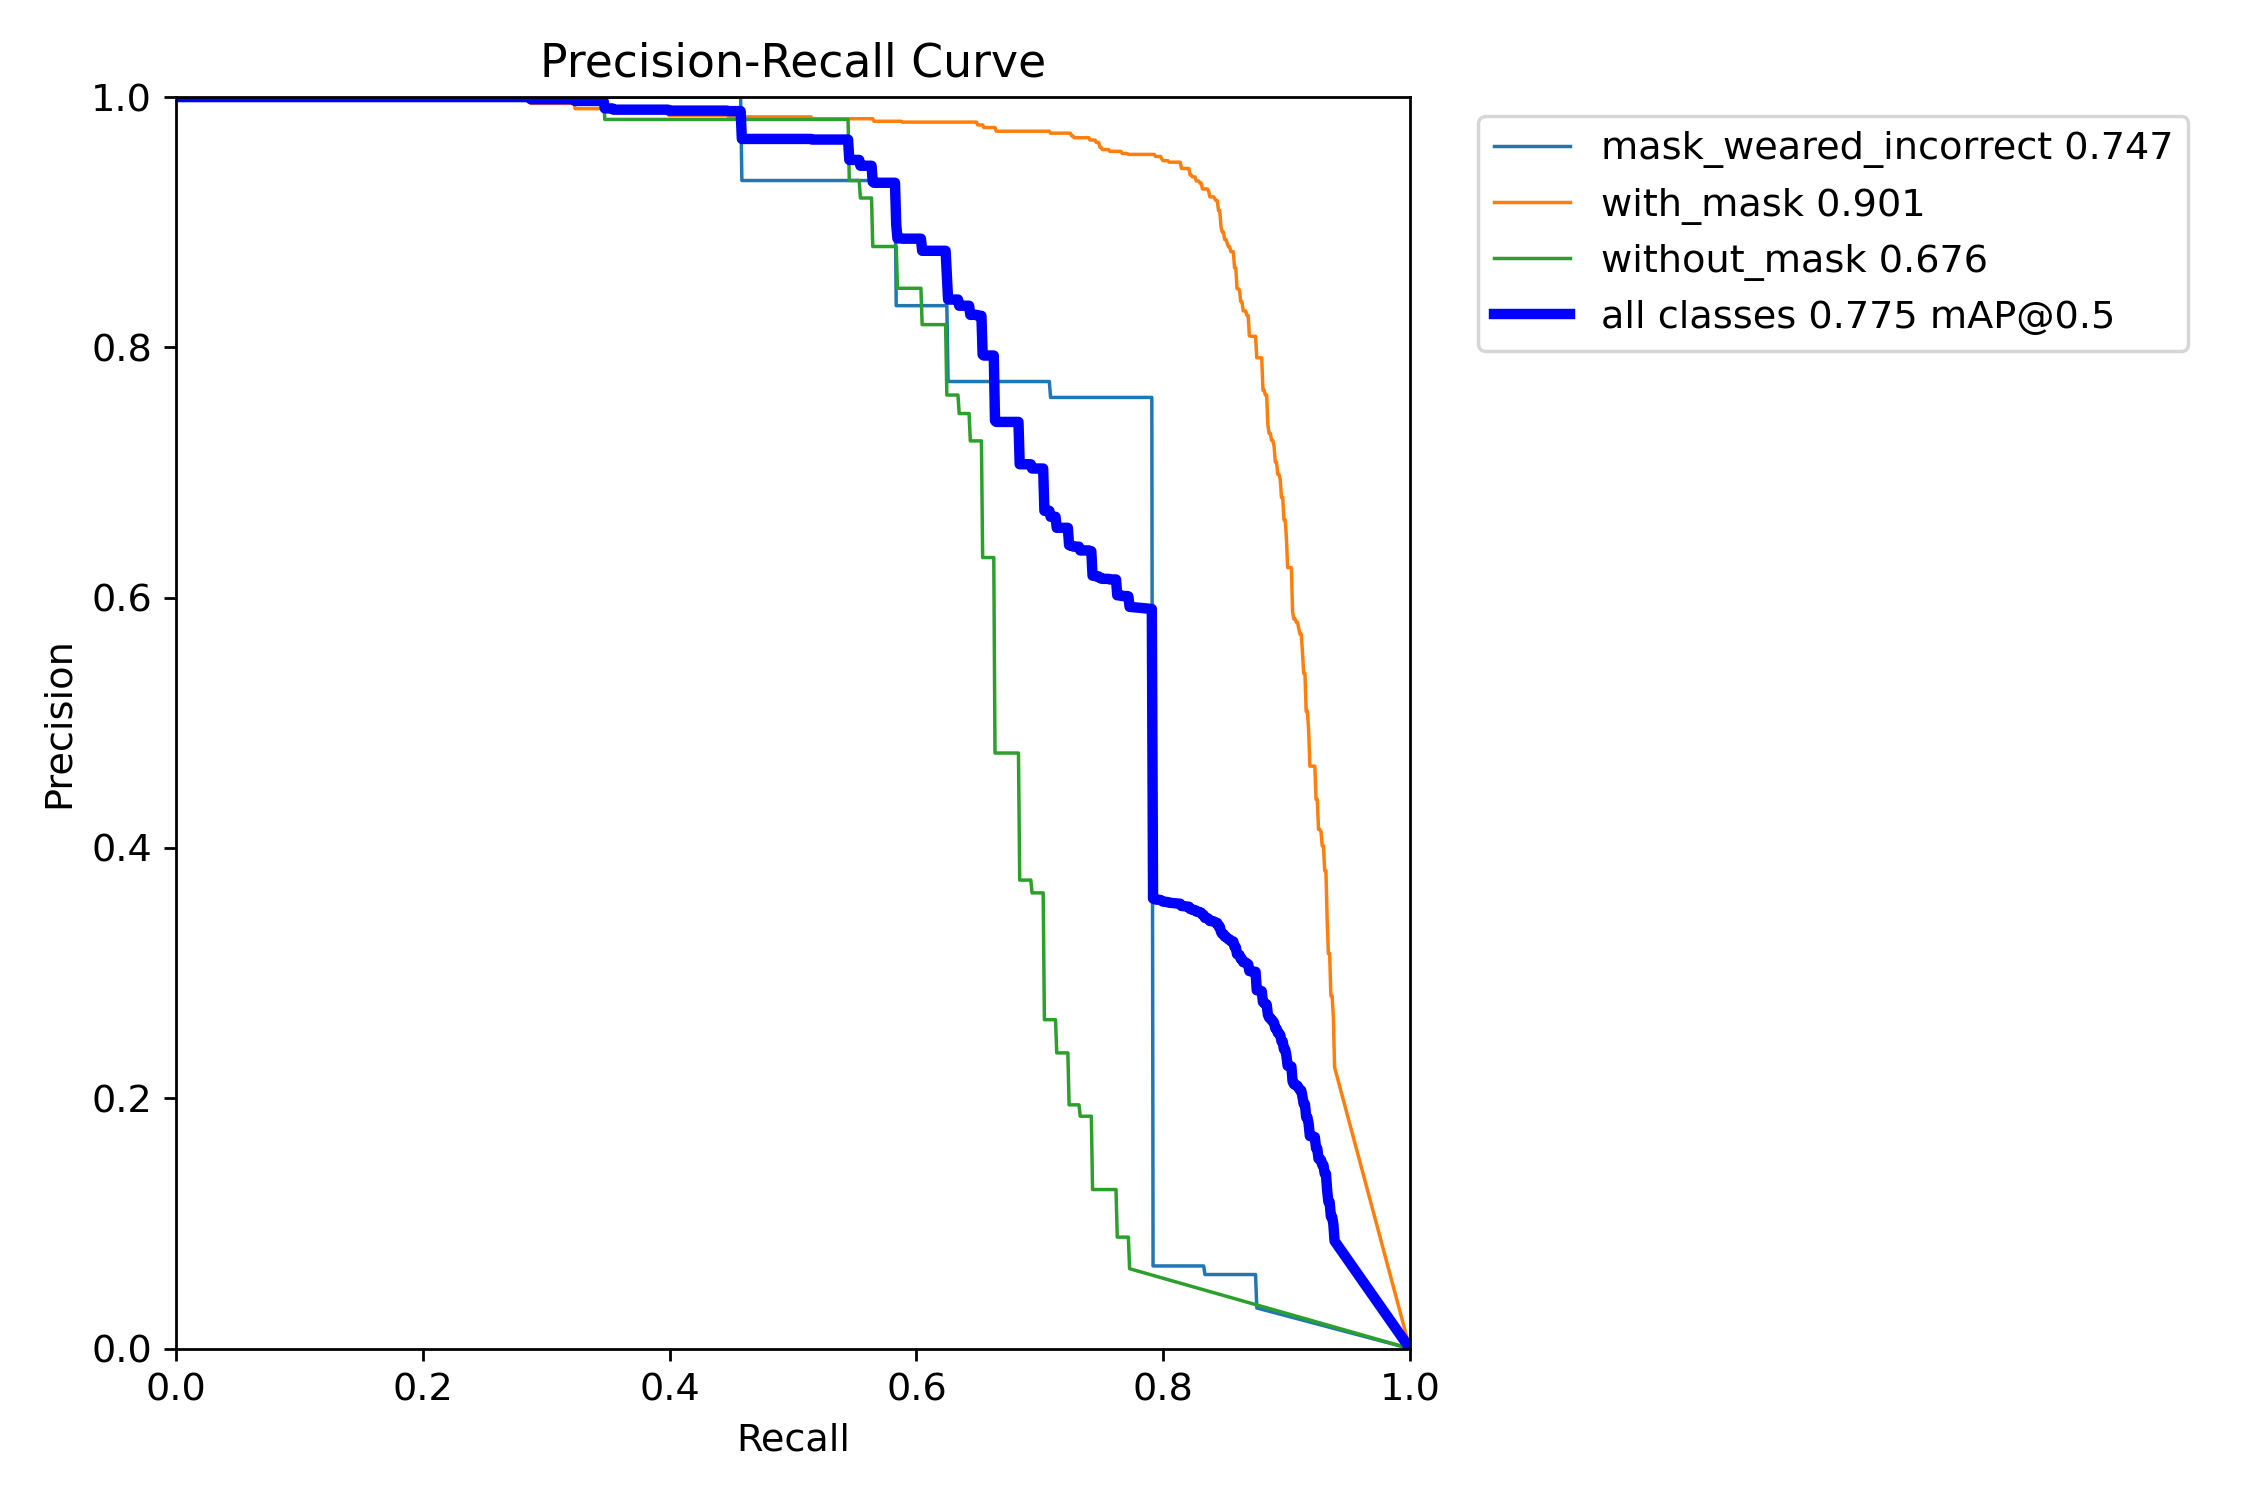 Precision-Recall Curve
1.0
0.8
0.6
0.4
0.2
0.0
Precision
0.0 0.2 0.4 0.6 0.8 1.0
Recall
mask_weared_incorrect 0.747
with_mask 0.901
without_mask 0.676
all classes 0.775 mAP@0.5